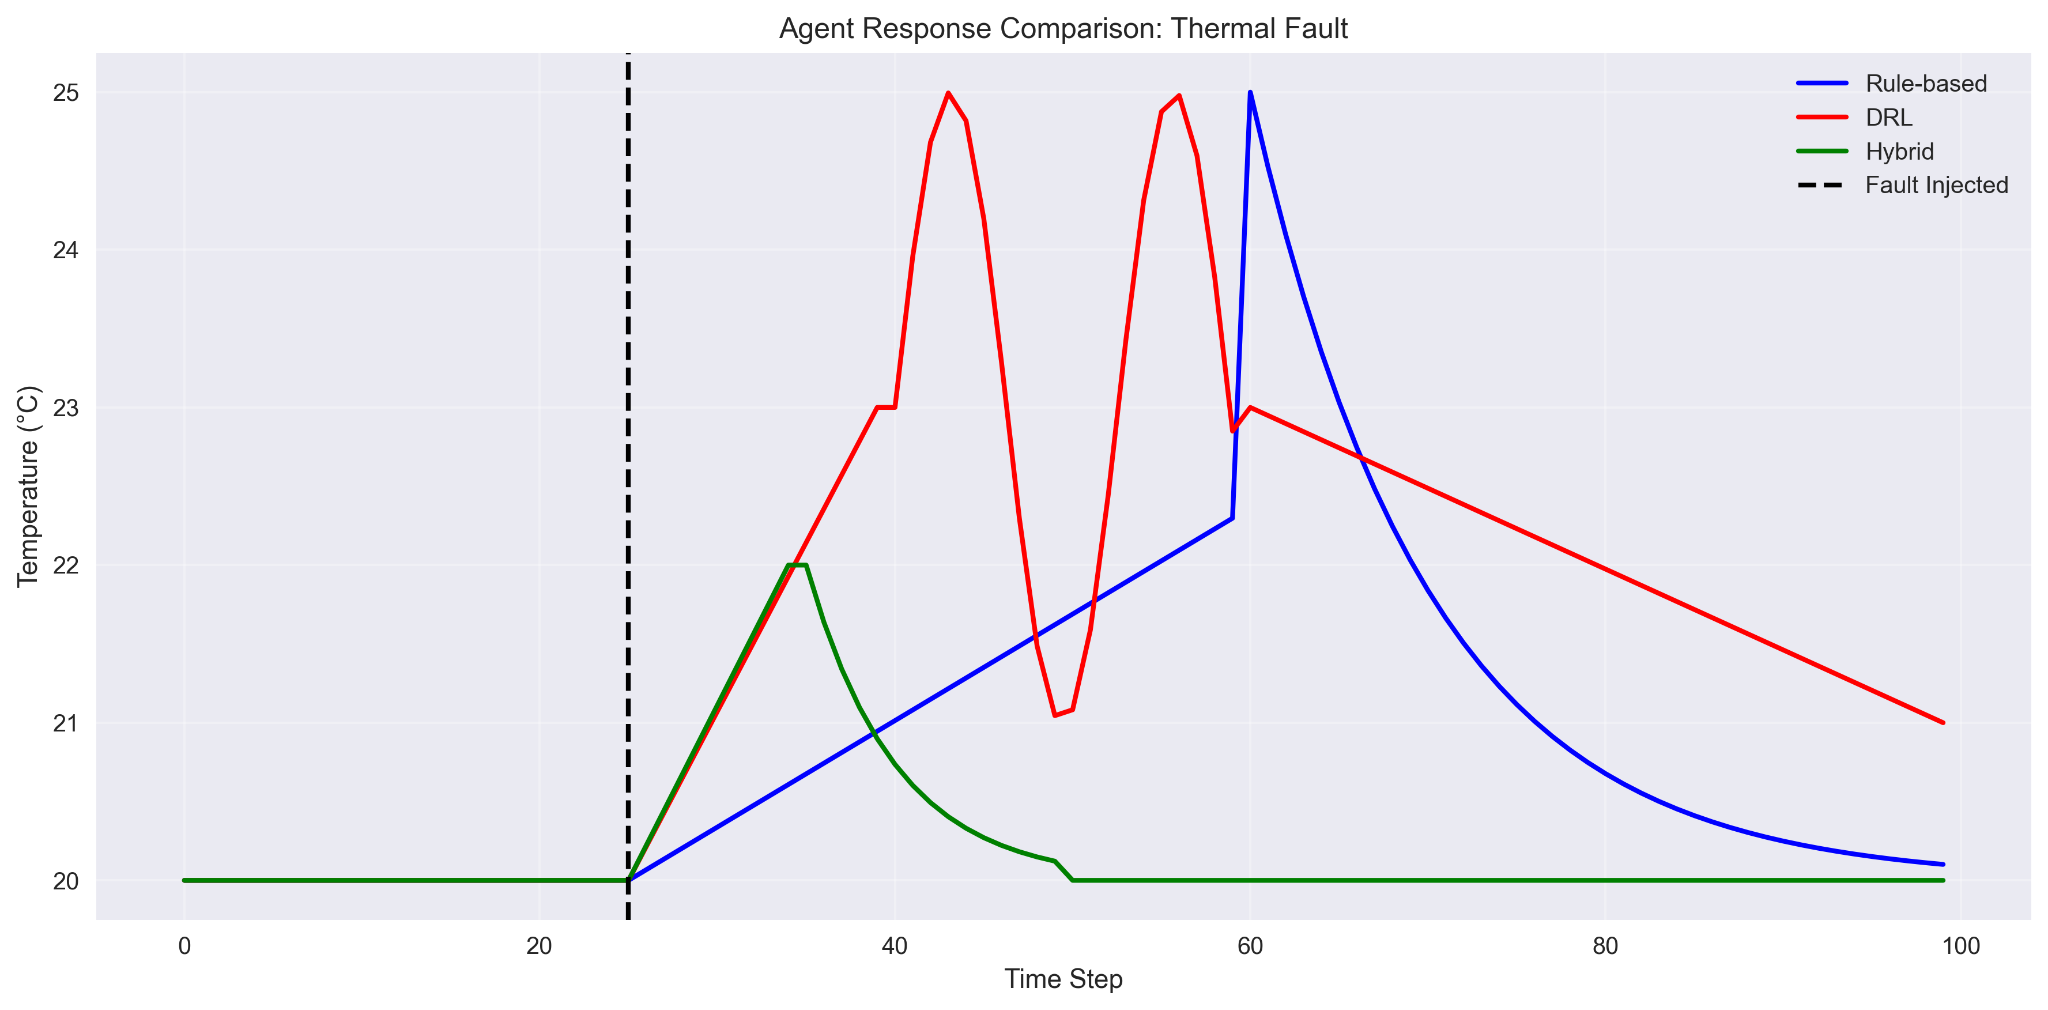 Agent Response Comparison: Thermal Fault
Rule-based
DRL
Hybrid
Fault Injected
Temperature (°C)
25
24
23
22
21
20
0 20 40 60 80 100
Time Step